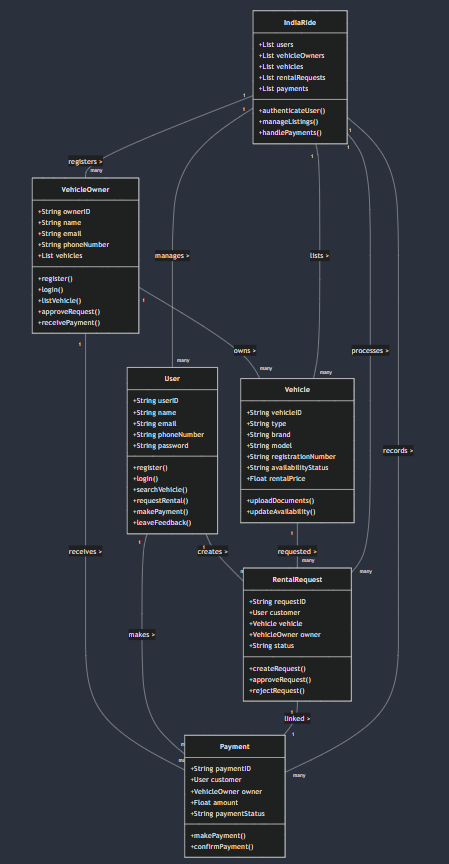 IndiaRide
+List users
+List vehicleOwners
+List vehicles
+List rentalRequests
+List payments
+authenticateUser()
+manageListings()
+handlePayments()
1
1
1
1
1
registers >
many
VehicleOwner
+String ownerID
+String name
+String email
+String phoneNumber
+List vehicles
+register()
+login()
+listVehicle()
+approveRequest()
+receivePayment()
manages >
lists >
1
1
owns >
processes >
many
many
many
User
+String userID
+String name
+String email
+String phoneNumber
+String password
+register()
+login()
+searchVehicle()
+requestRental()
+makePayment()
+leaveFeedback()
Vehicle
+String vehicleID
+String type
+String brand
+String model
+String registrationNumber
+String availabilityStatus
+Float rentalPrice
+uploadDocuments()
+updateAvailability()
records >
1
1
1
receives >
creates >
requested >
many
many
RentalRequest
+String requestID
+User customer
+Vehicle vehicle
+VehicleOwner owner
+String status
+createRequest()
+approveRequest()
+rejectRequest()
makes >
1
linked >
1
Payment
+String paymentID
+User customer
+VehicleOwner owner
+Float amount
+String paymentStatus
+makePayment()
+confirmPayment()
many